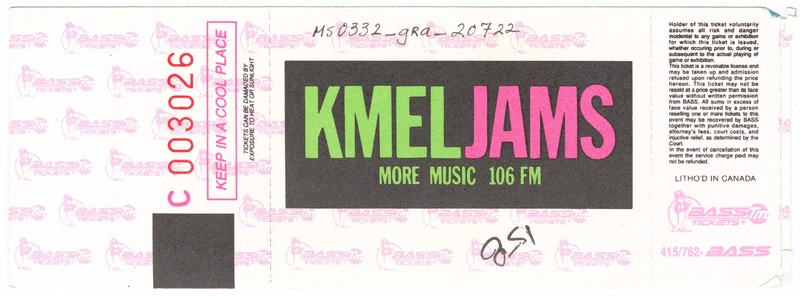 MS0332_gra_20722
C 003026
KEEP IN A COOL PLACE
TICKETS CAN BE DAMAGED BY
EXPOSURE TO HEAT OR SUNLIGHT
KMELJAMS
MORE MUSIC 106 FM
Holder of this ticket voluntarily
assumes all risk and danger
incidental to any game or exhibition
for which this ticket is issued,
whether occuring prior to, during or
subsequent to the actual playing of
game or exhibition.
This ticket is a revokable license and
may be taken up and admission
refused upon refunding the price
hereon. This ticket may not be
resold at a price greater than its face
value without written permission
from BASS. All sums in excess of
face value received by a person
reselling one or more tickets to this
event may be recovered by BASS
together with punitive damages,
attorney's fees, court costs, and
injuctive relief, as determined by the
Court.
In the event of cancellation of this
event the service charge paid may
not be refunded.
LITHO'D IN CANADA
BASS Tm
TICKETS
415/762-BASS